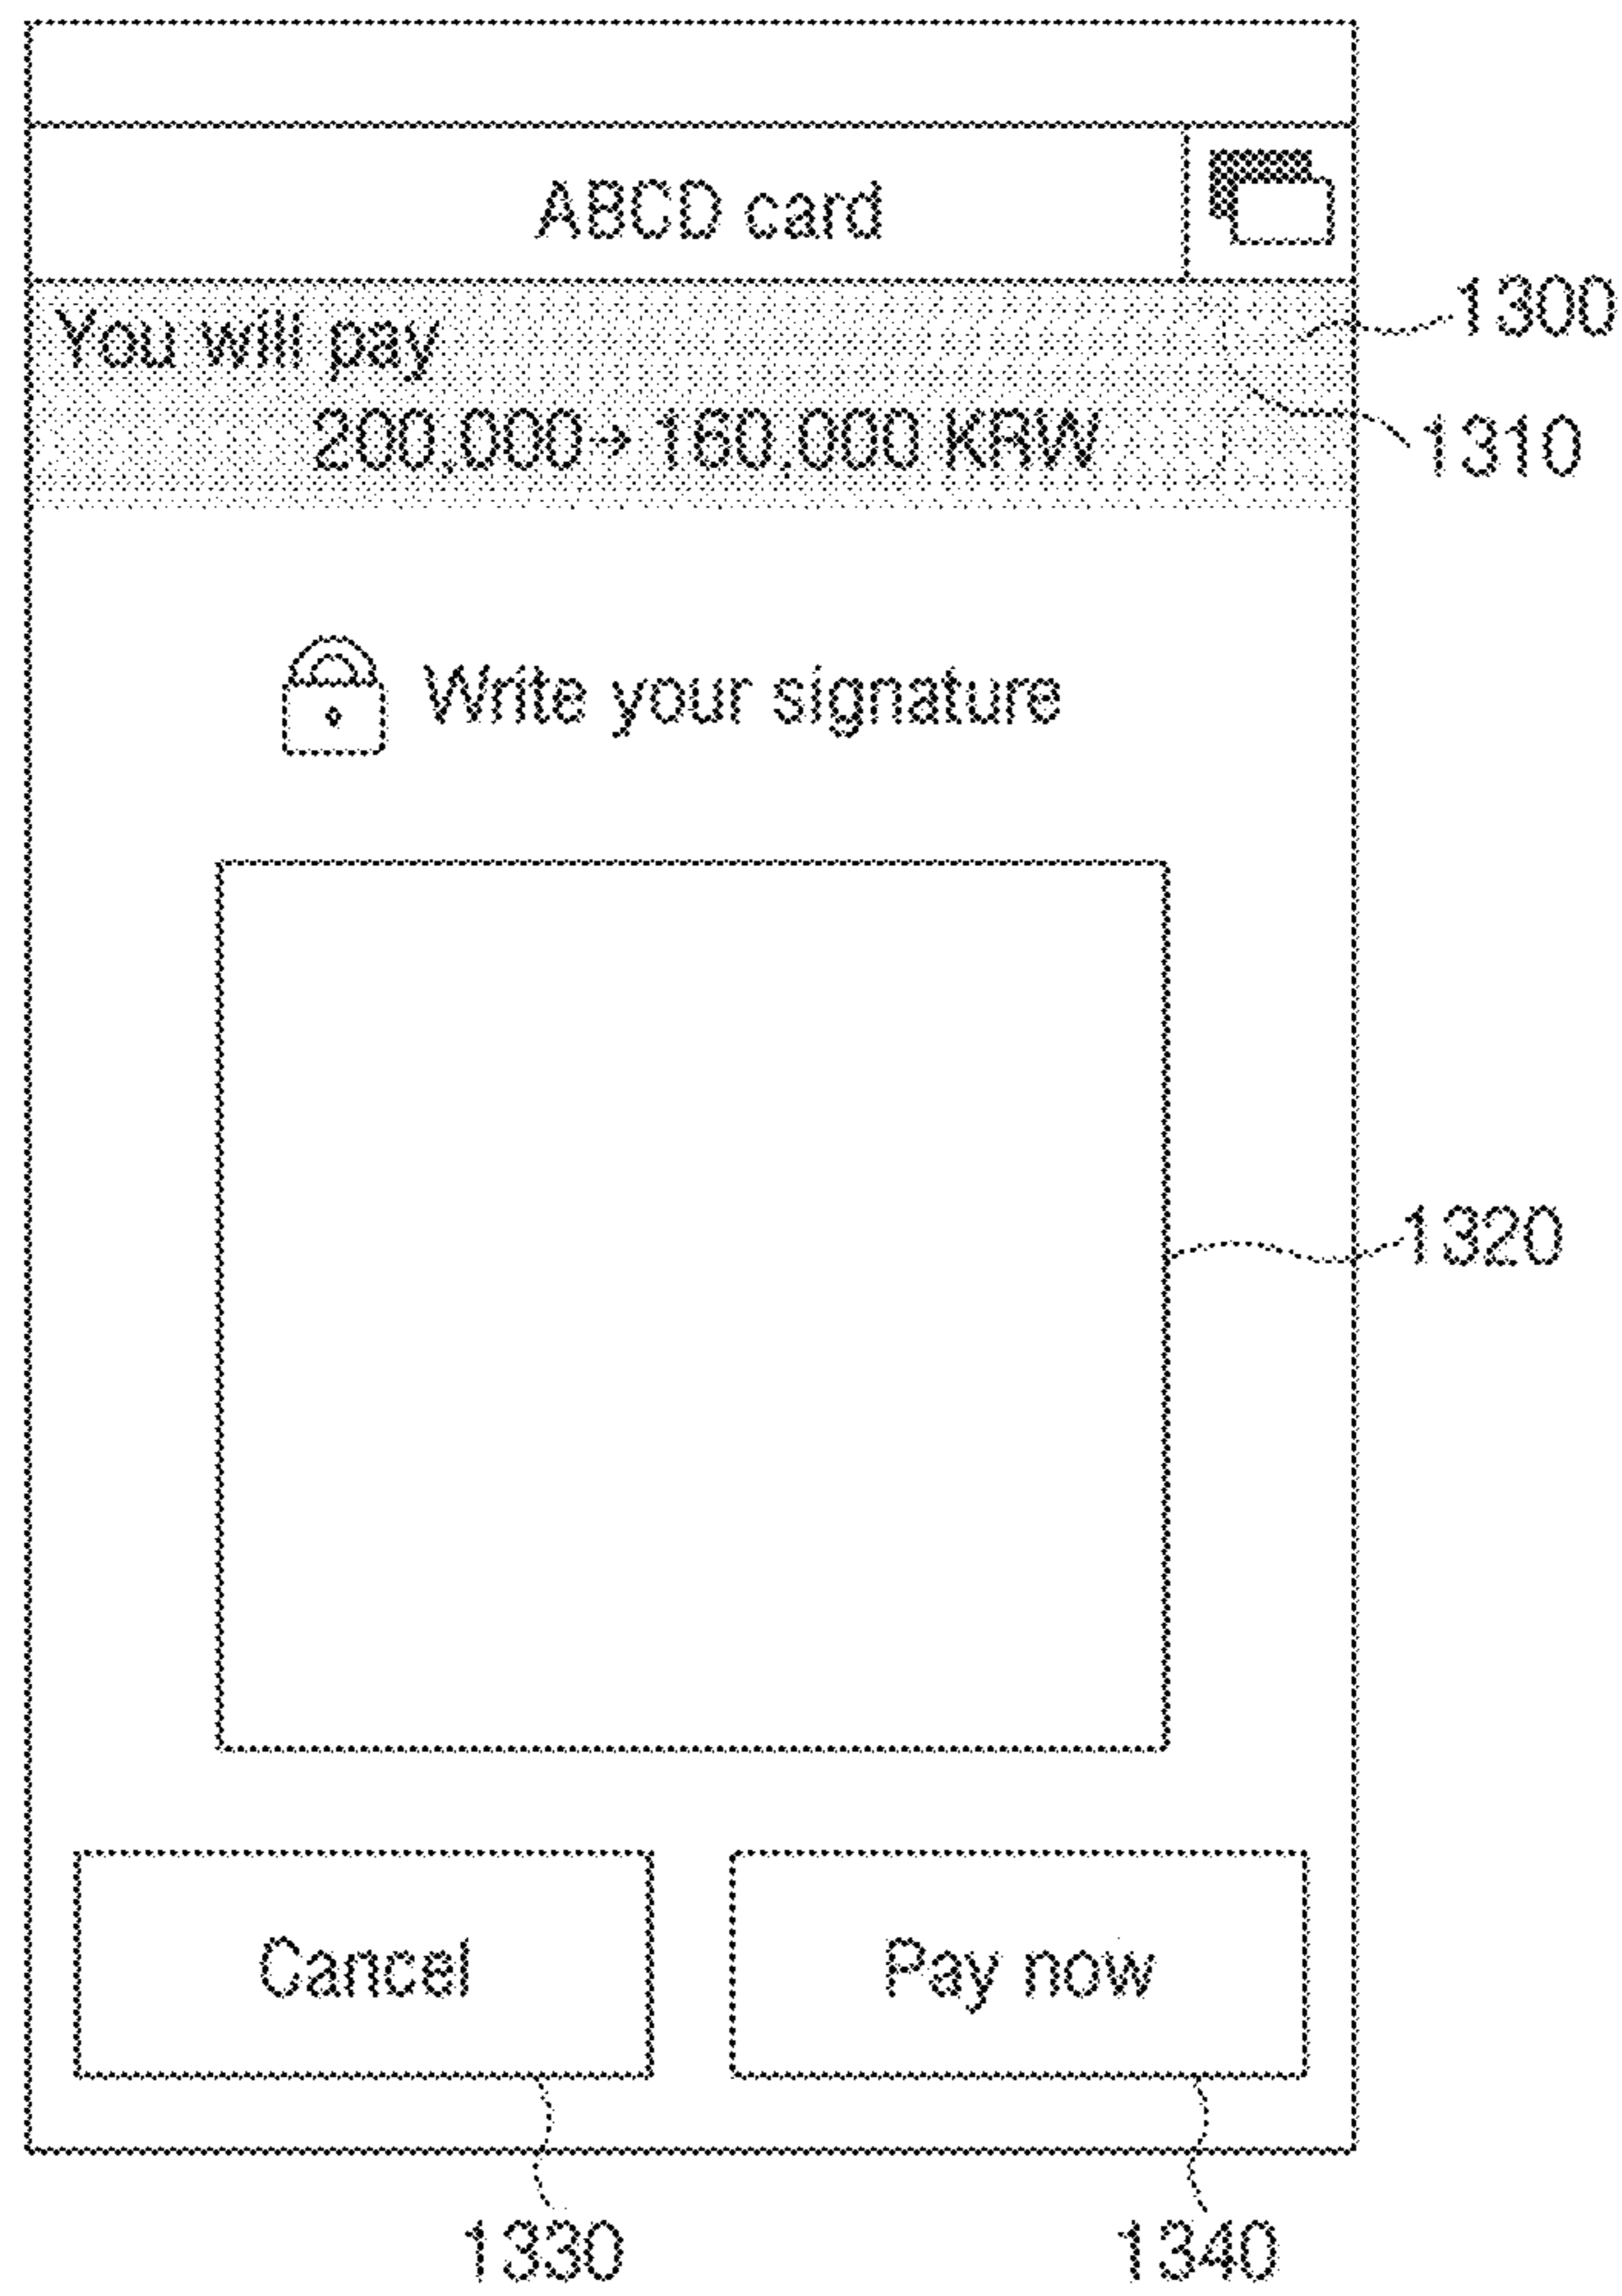 ABCD card
You will pay
1300
200,000→ 160,000 KRW
1310
Write your signature
1320
Cancel
Pay now
1330
1340